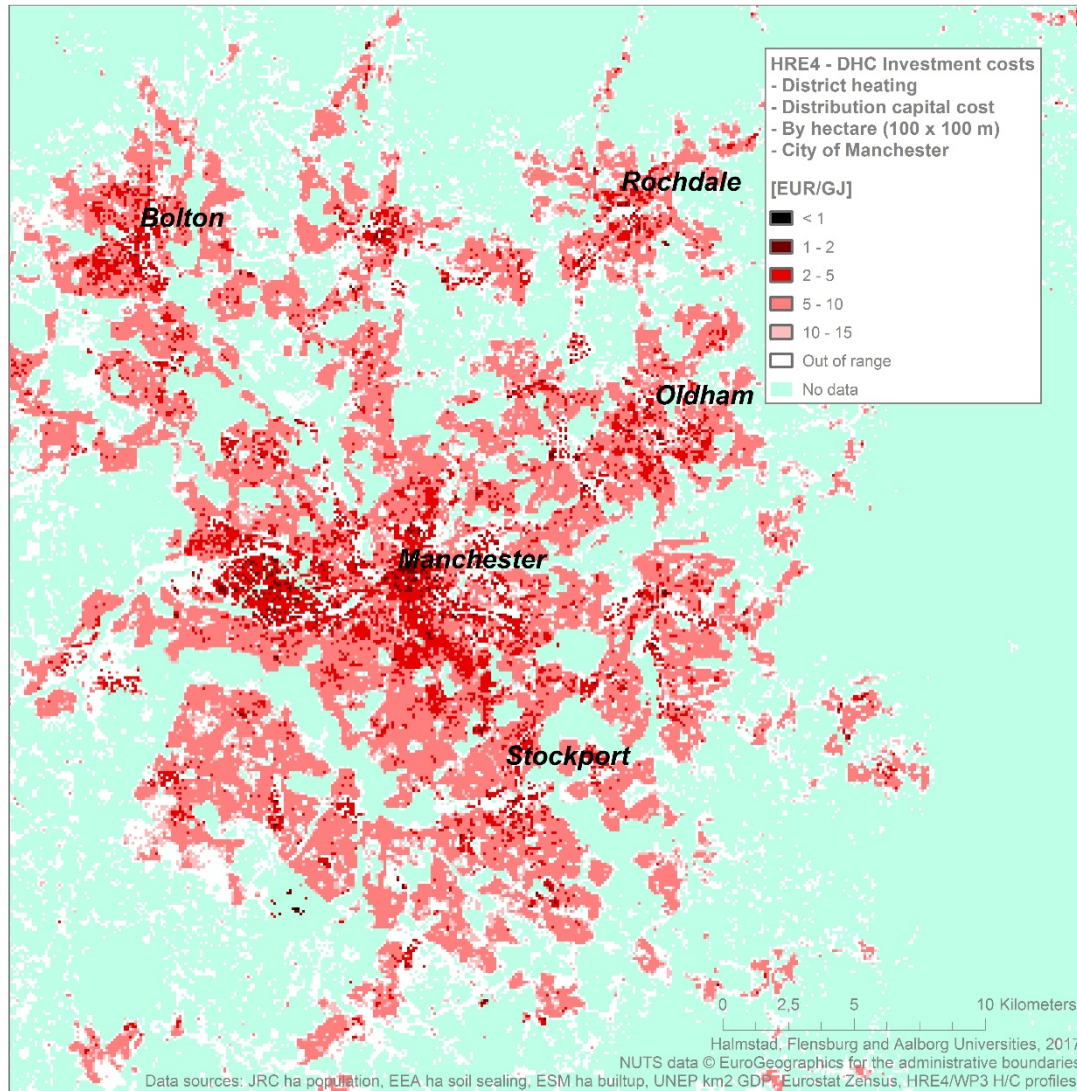 HRE4 - DHC Investment costs
- District heating
- Distribution capital cost
- By hectare (100 x 100 m)
- City of Manchester
[EUR/GJ]
< 1
1 - 2
2 - 5
5 - 10
10 - 15
Out of range
No data
Rochdale
Bolton
Oldham
Manchester
Stockport
0 2,5 5 10 Kilometers
Halmstad, Flensburg and Aalborg Universities, 2017
NUTS data © EuroGeographics for the administrative boundaries
Data sources: JRC ha population, EEA ha soil sealing, ESM ha builtup, UNEP km2 GDP, Eurostat Zensus, HRE4/WP3 H/C profiles